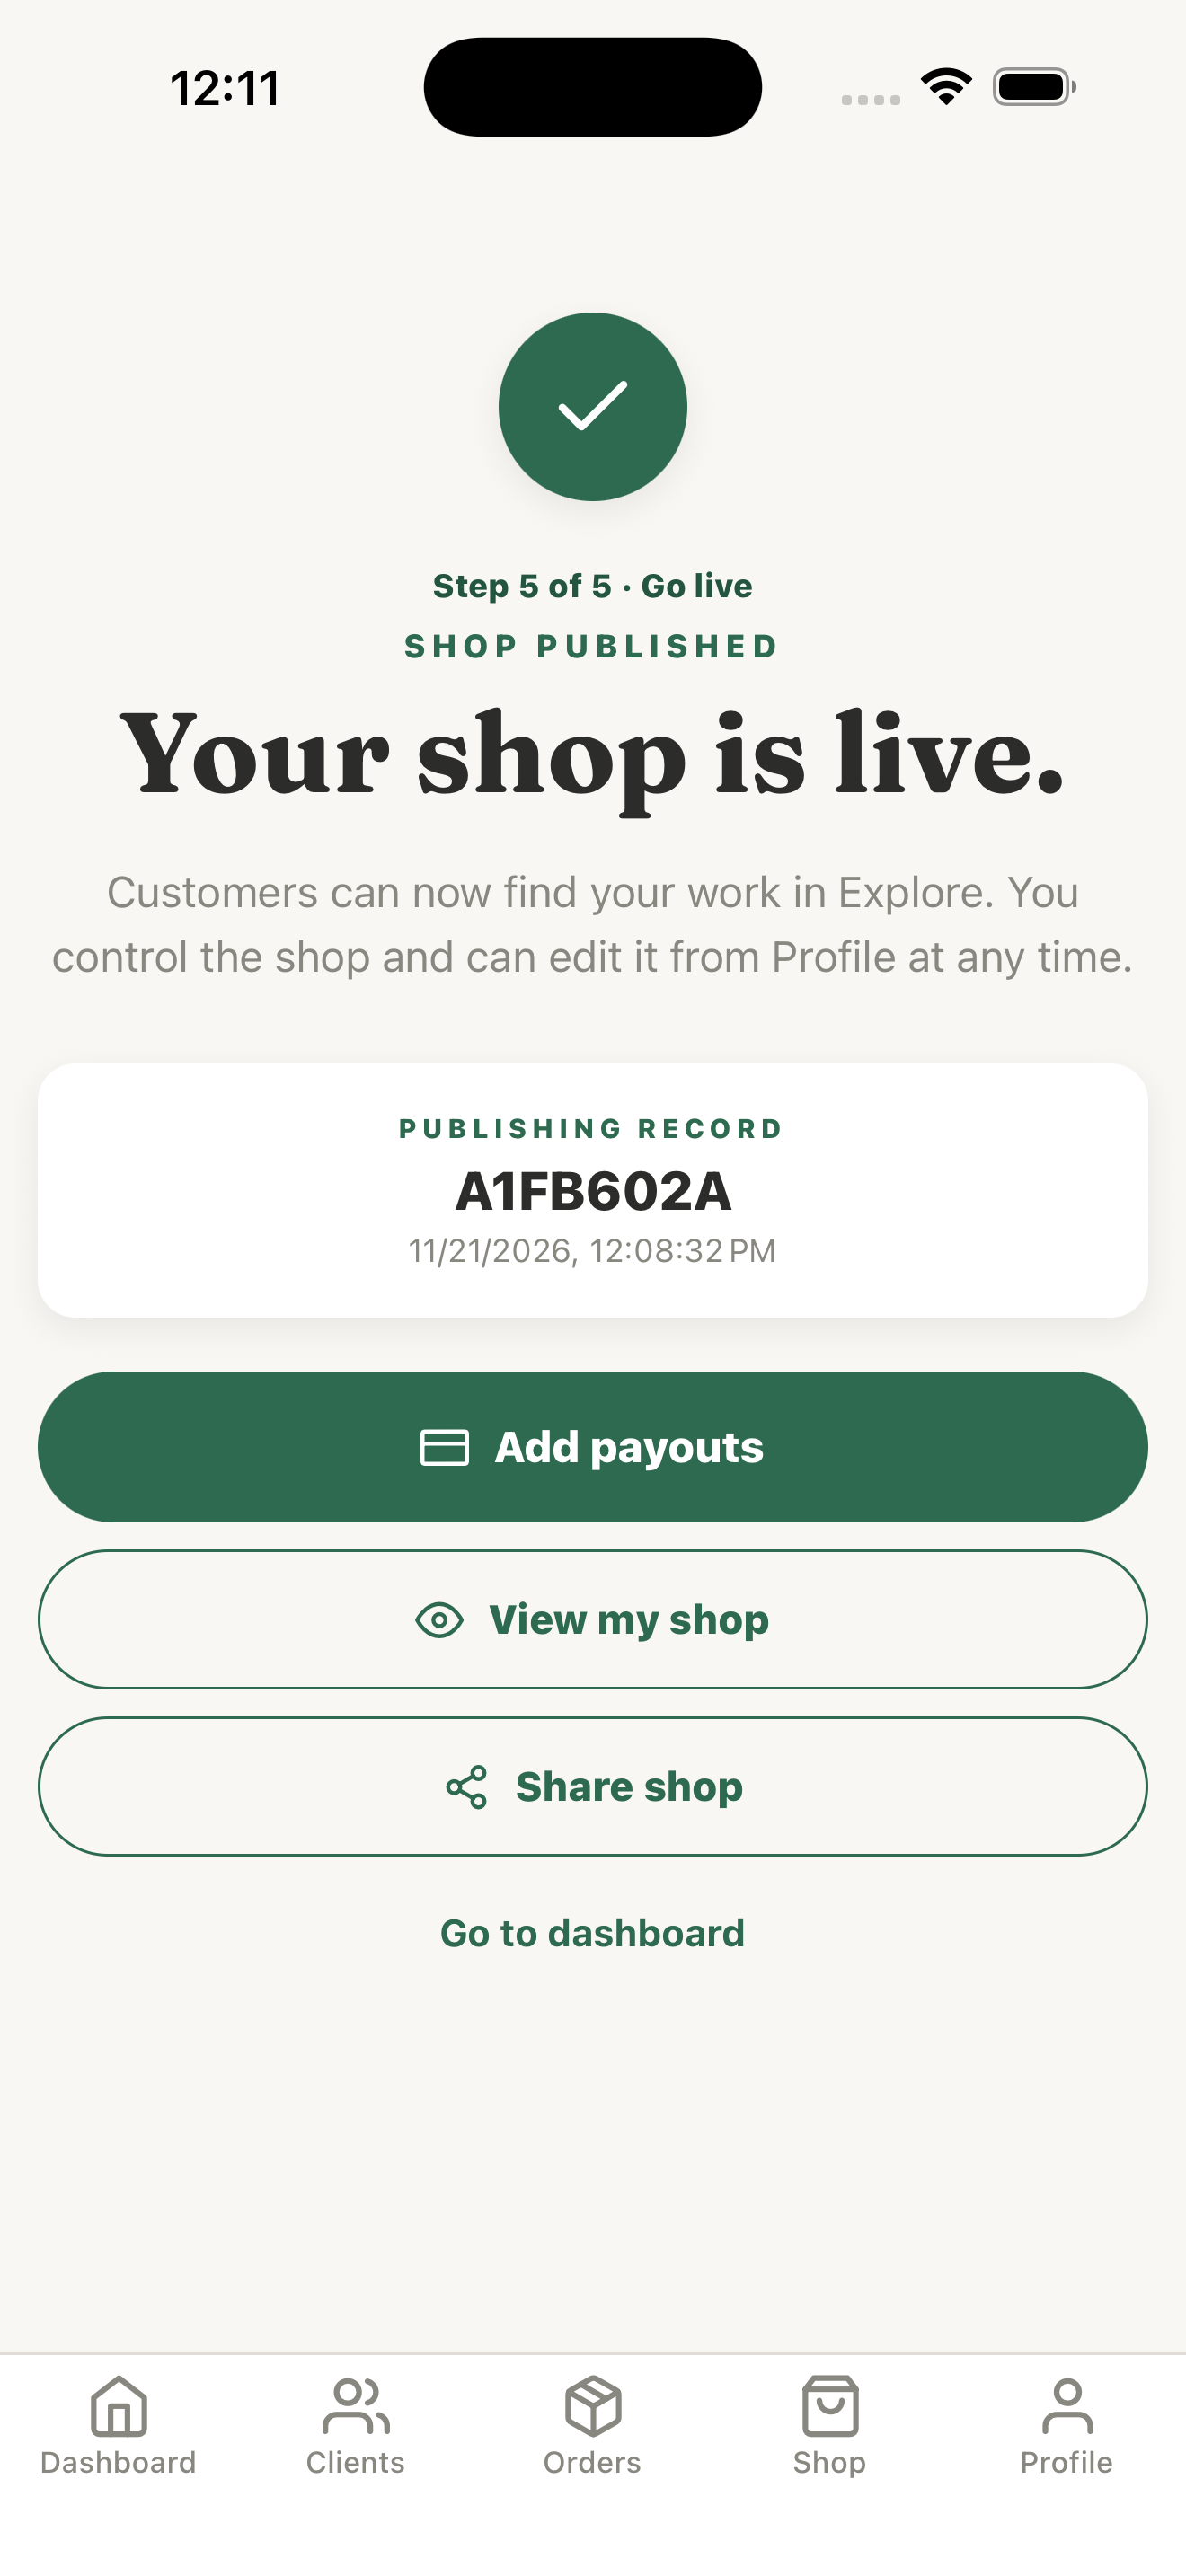 12:11
Step 5 of 5 · Go live
SHOP PUBLISHED
Your shop is live.
Customers can now find your work in Explore. You
control the shop and can edit it from Profile at any time.
PUBLISHING RECORD
A1FB602A
11/21/2026, 12:08:32 PM
Add payouts
View my shop
Share shop
Go to dashboard
Dashboard
Clients
Orders
Shop
Profile